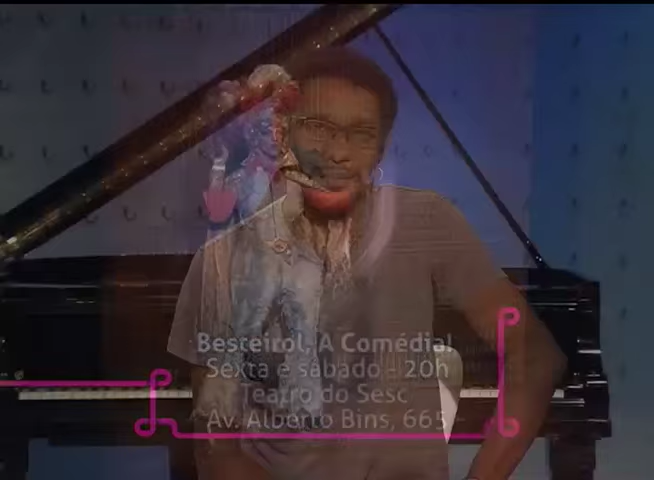 Besteirol, A Comédia!
Sexta e sábado - 20h
Teatro do Sesc
Av. Alberto Bins, 665